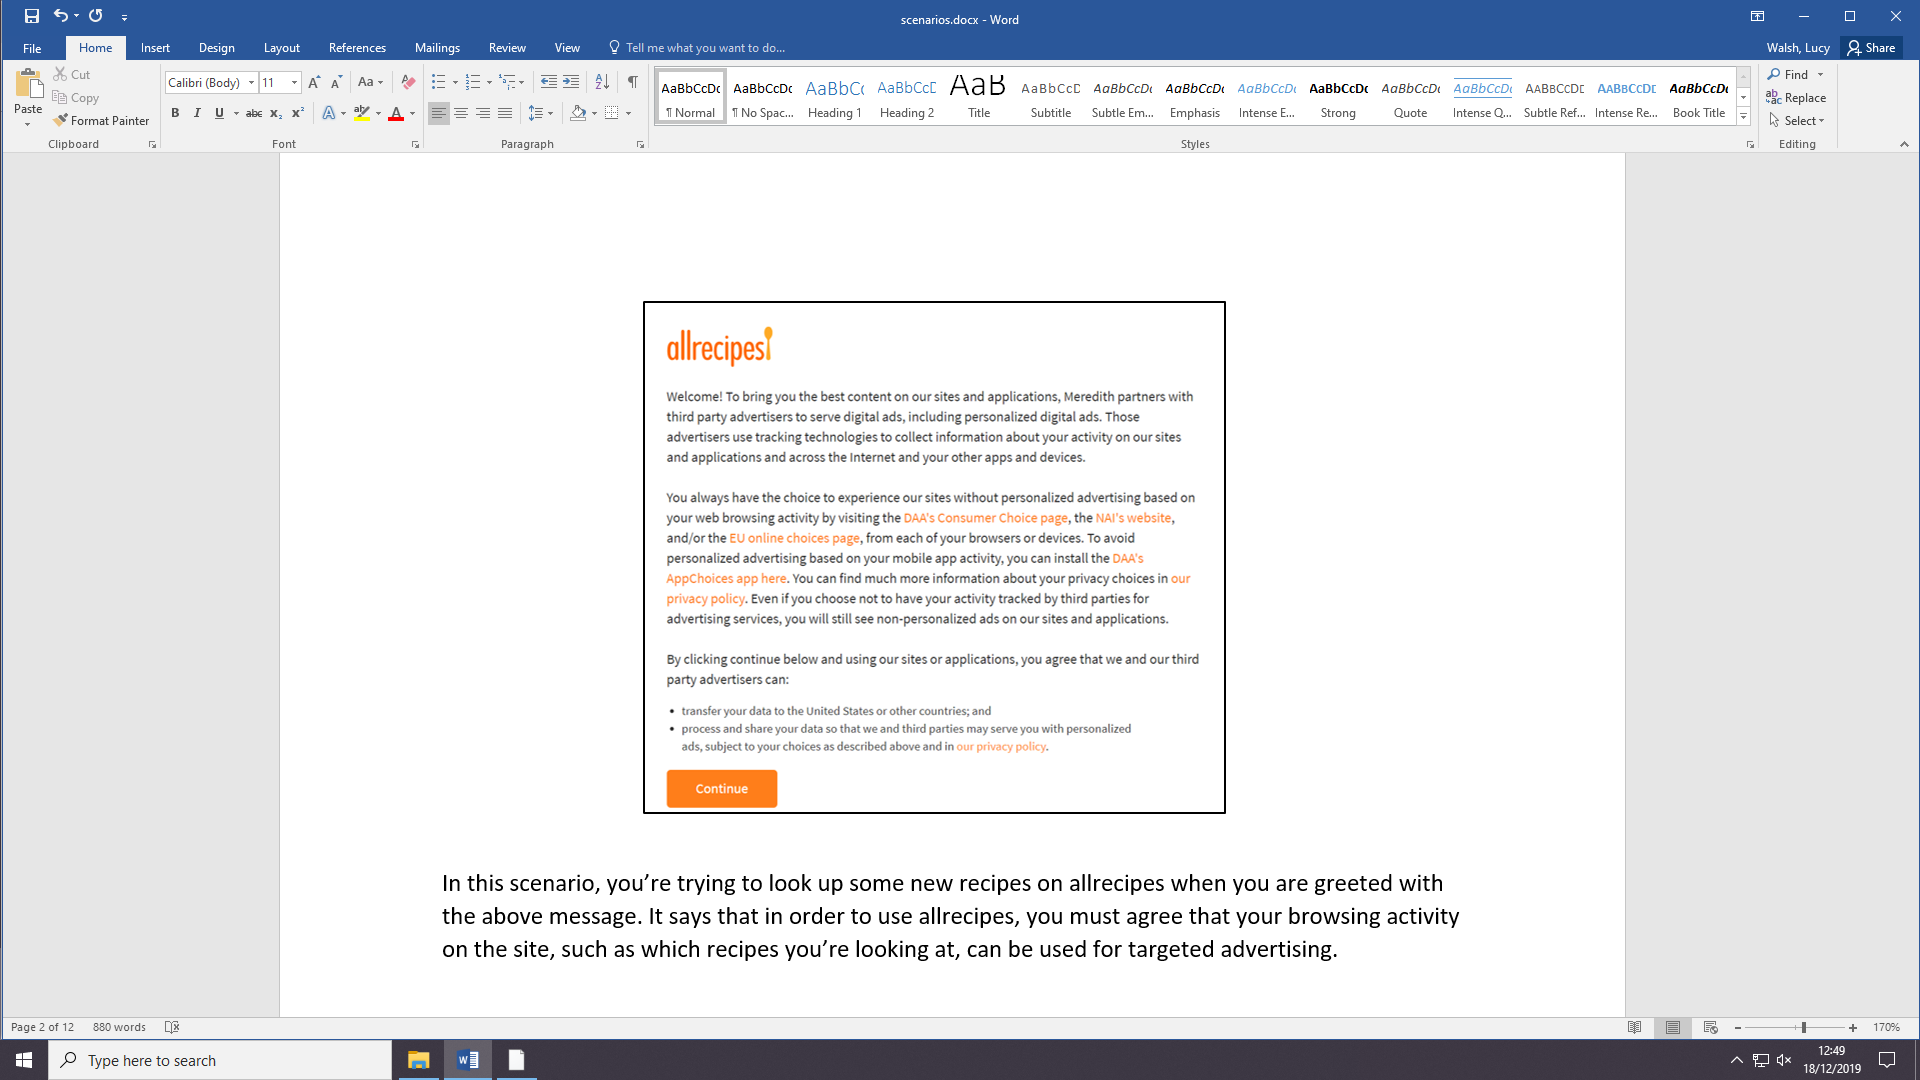 scenarios.docx - Word
File Home Insert Design Layout References Mailings Review View Tell me what you want to do... Walsh, Lucy Share
Paste Cut Copy Format Painter
Calibri (Body) 11 Aa
B I U abc x₂ x² A ab A
AaBbCcDc AaBbCcDc AaBbCc AaBbCcD AaB AaBbCcD AaBbCcDc AaBbCcDc AaBbCcDc AaBbCcDc AaBbCcDc AaBbCcDc AaBbCcDc AaBbCcDc AaBbCcDc
¶ Normal ¶ No Spac... Heading 1 Heading 2 Title Subtitle Subtle Em... Emphasis Intense E... Strong Quote Intense Q... Subtle Ref... Intense Re... Book Title
Find
Replace
Select
Clipboard Font Paragraph Styles Editing
allrecipes
Welcome! To bring you the best content on our sites and applications, Meredith partners with
third party advertisers to serve digital ads, including personalized digital ads. Those
advertisers use tracking technologies to collect information about your activity on our sites
and applications and across the Internet and your other apps and devices.
You always have the choice to experience our sites without personalized advertising based on
your web browsing activity by visiting the DAA's Consumer Choice page, the NAI's website,
and/or the EU online choices page, from each of your browsers or devices. To avoid
personalized advertising based on your mobile app activity, you can install the DAA's
AppChoices app here. You can find much more information about your privacy choices in our
privacy policy. Even if you choose not to have your activity tracked by third parties for
advertising services, you will still see non-personalized ads on our sites and applications.
By clicking continue below and using our sites or applications, you agree that we and our third
party advertisers can:
• transfer your data to the United States or other countries; and
• process and share your data so that we and third parties may serve you with personalized
ads, subject to your choices as described above and in our privacy policy.
Continue
In this scenario, you’re trying to look up some new recipes on allrecipes when you are greeted with
the above message. It says that in order to use allrecipes, you must agree that your browsing activity
on the site, such as which recipes you’re looking at, can be used for targeted advertising.
Page 2 of 12 880 words 170%
Type here to search
12:49
18/12/2019